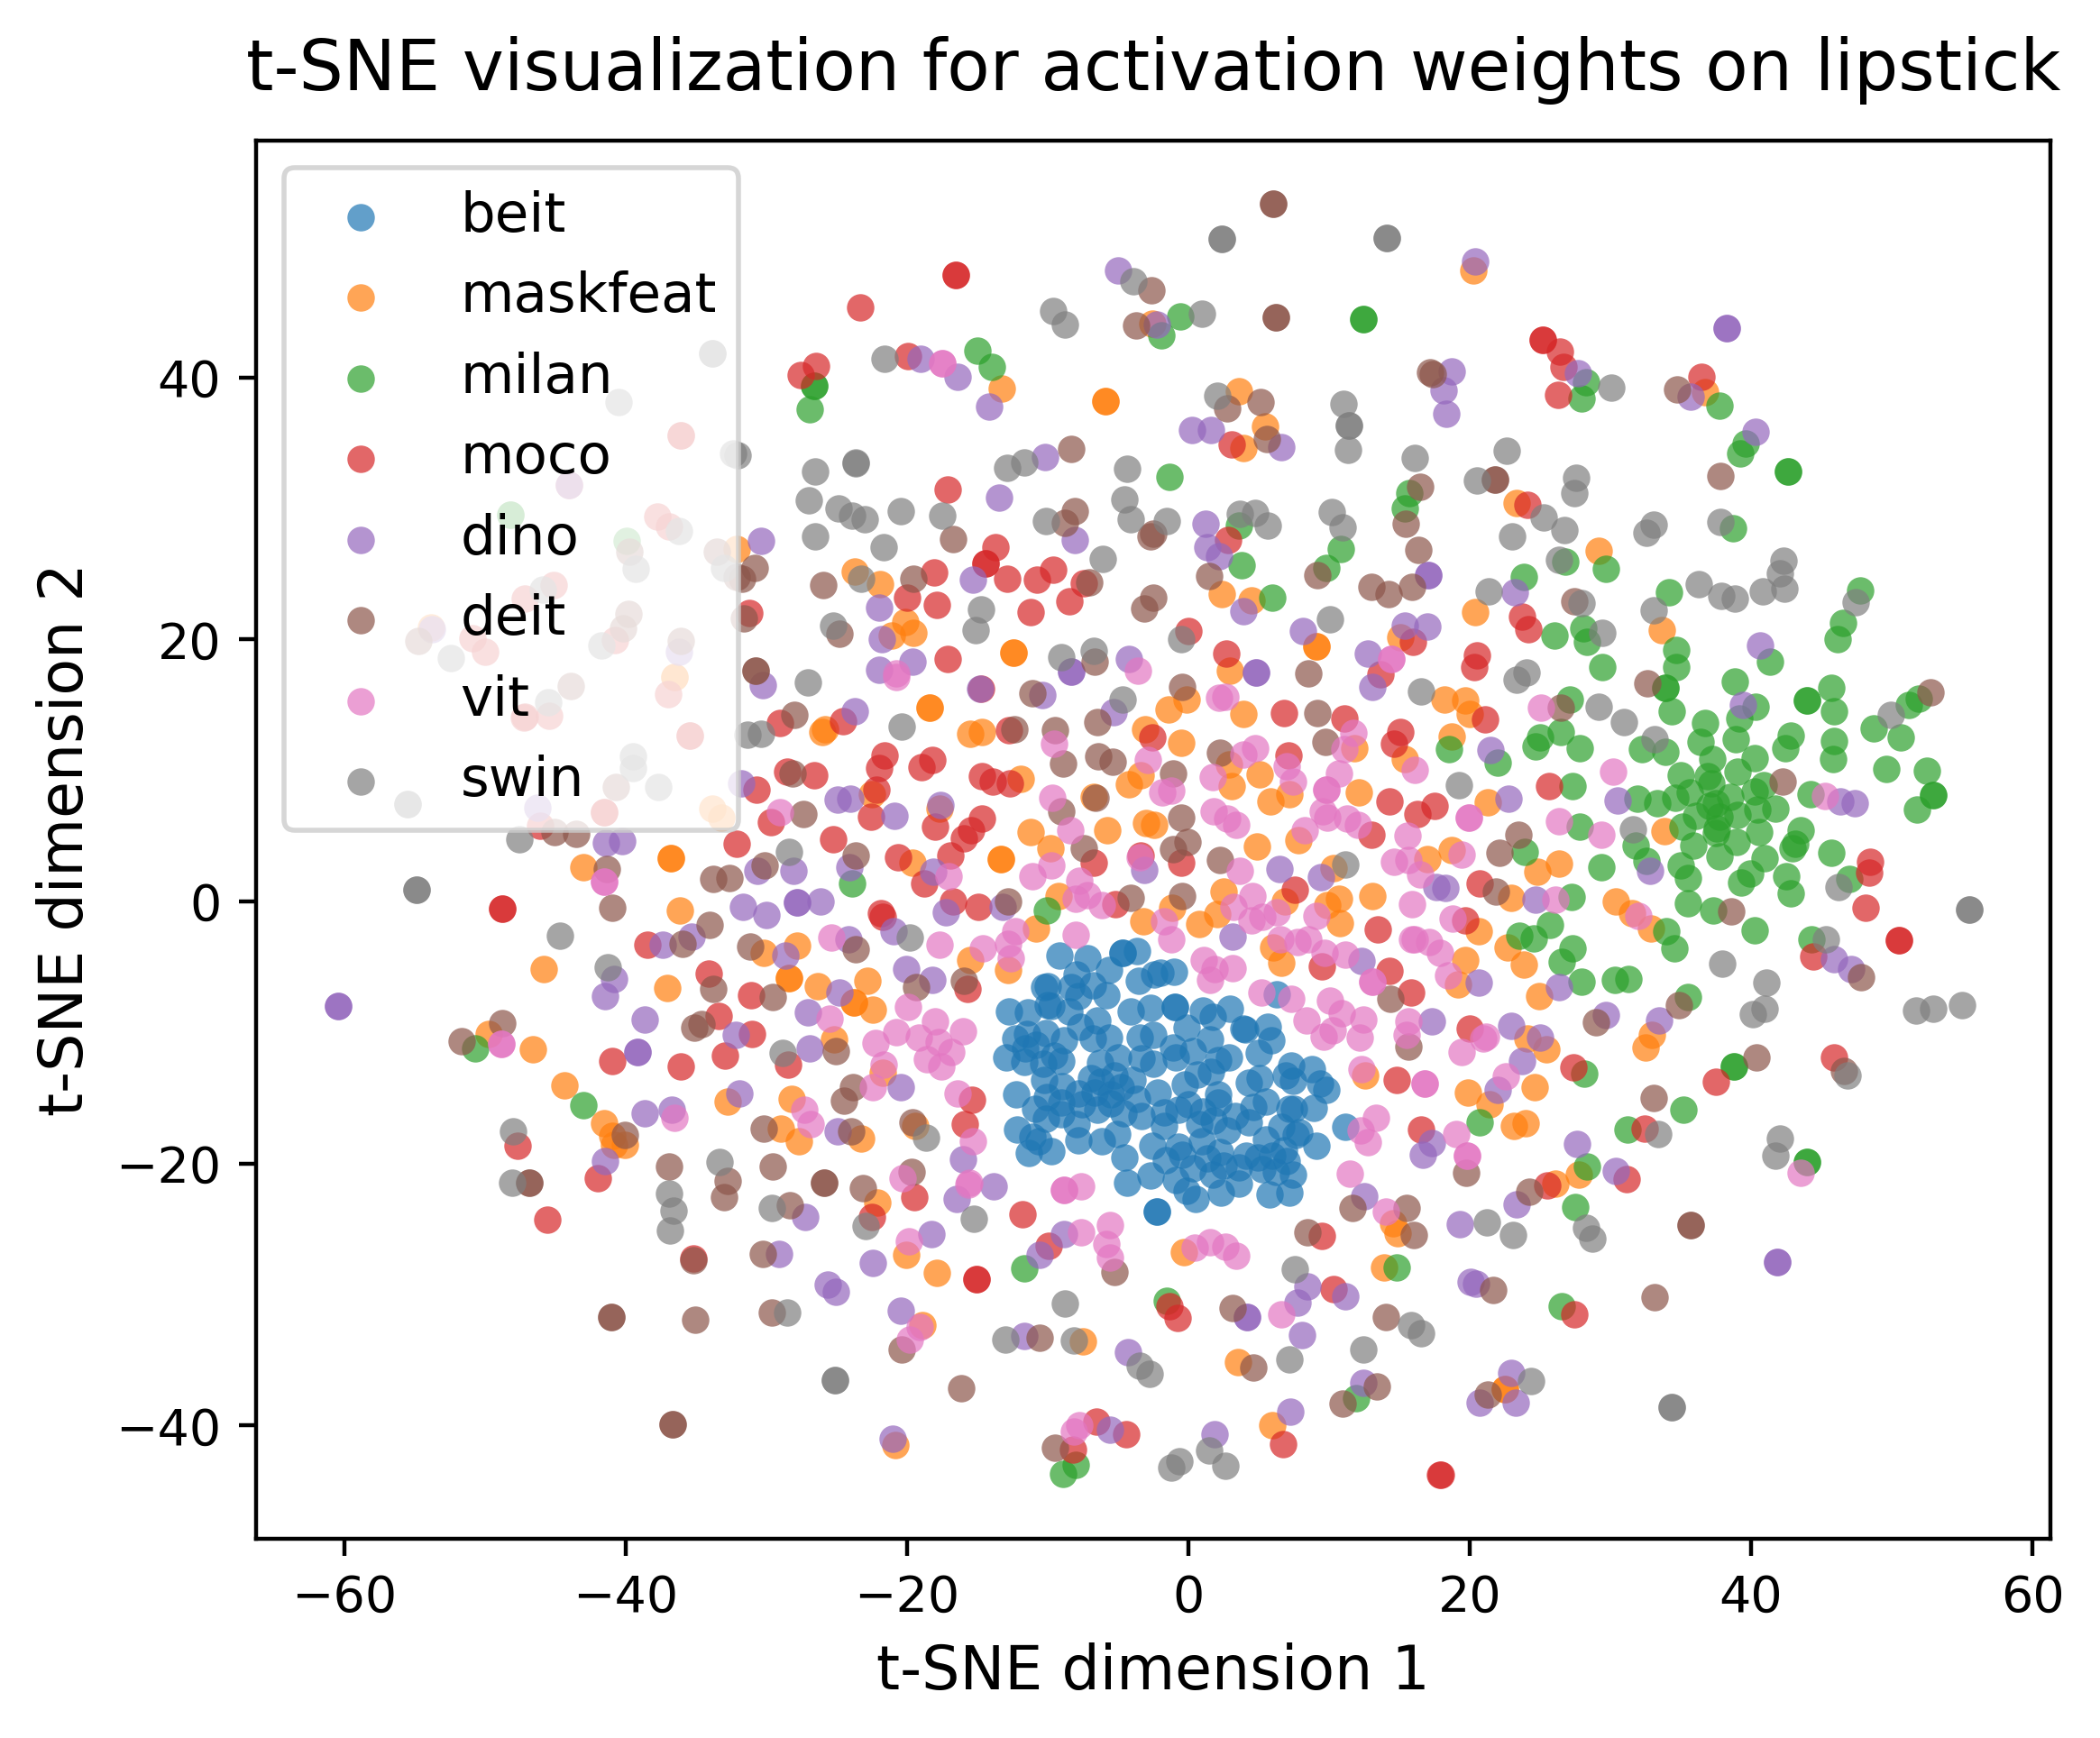 t-SNE visualization for activation weights on lipstick
beit
maskfeat
milan
moco
dino
deit
vit
swin
40
20
0
−20
−40
t-SNE dimension 2
−60 −40 −20 0 20 40 60
t-SNE dimension 1